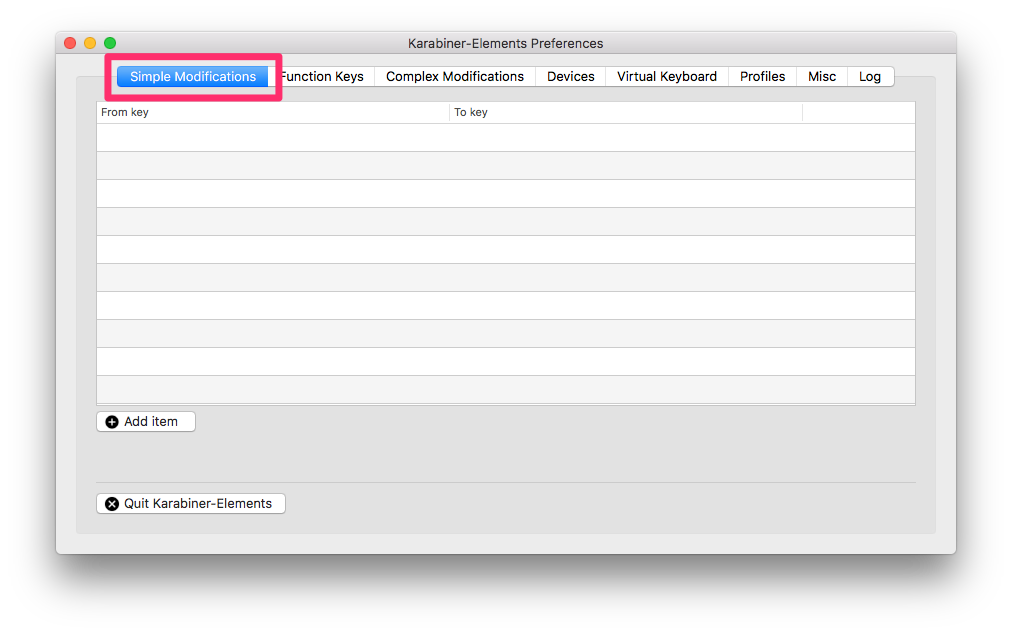 Karabiner-Elements Preferences
Simple Modifications Function Keys Complex Modifications Devices Virtual Keyboard Profiles Misc Log
From key To key
Add item
Quit Karabiner-Elements